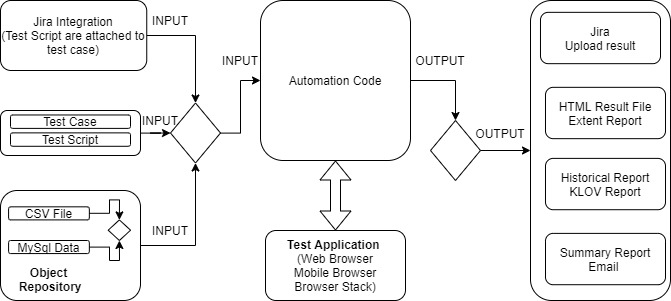 Jira Integration
(Test Script are attached to
test case)
INPUT
INPUT
Automation Code
OUTPUT
Jira
Upload result
Test Case
Test Script
INPUT
HTML Result File
Extent Report
OUTPUT
Historical Report
KLOV Report
CSV File
MySql Data
Object
Repository
INPUT
Test Application
(Web Browser
Mobile Browser
Browser Stack)
Summary Report
Email